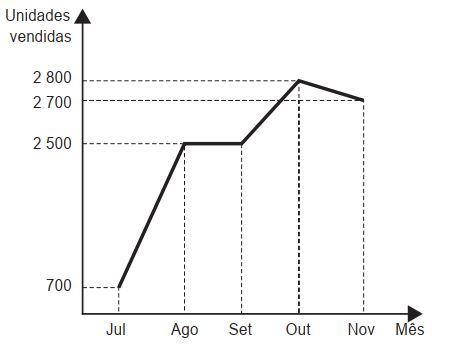 Unidades
vendidas
2 800
2 700
2 500
700
Jul Ago Set Out Nov Mês